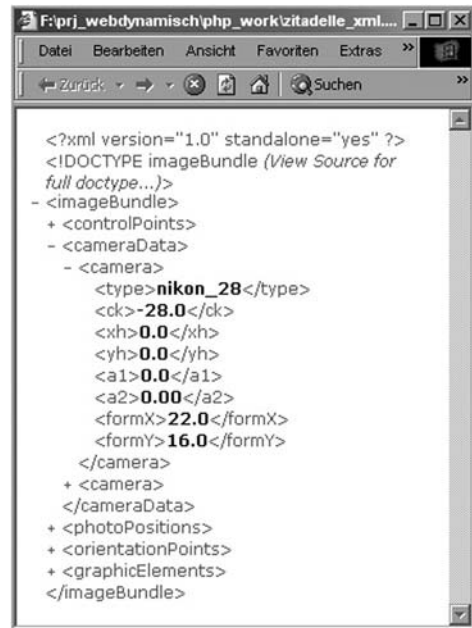 F:\prj_webdynamisch\php_work\zitadelle_xml....
Datei Bearbeiten Ansicht Favoriten Extras »
Zurück Suchen »
<?xml version="1.0" standalone="yes" ?>
<!DOCTYPE imageBundle (View Source for
full doctype...)>
- <imageBundle>
+ <controlPoints>
- <cameraData>
- <camera>
<type>nikon_28</type>
<ck>-28.0</ck>
<xh>0.0</xh>
<yh>0.0</yh>
<a1>0.0</a1>
<a2>0.00</a2>
<formX>22.0</formX>
<formY>16.0</formY>
</camera>
+ <camera>
</cameraData>
+ <photoPositions>
+ <orientationPoints>
+ <graphicElements>
</imageBundle>